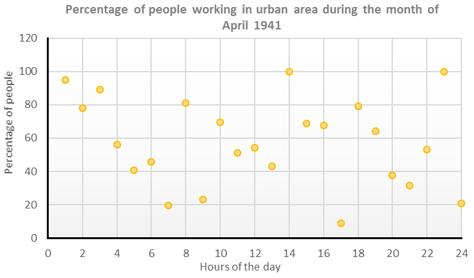 Percentage of people working in urban area during the month of
April 1941
120
100
80
60
40
20
0
Percentage of people
0 2 4 6 8 10 12 14 16 18 20 22 24
Hours of the day